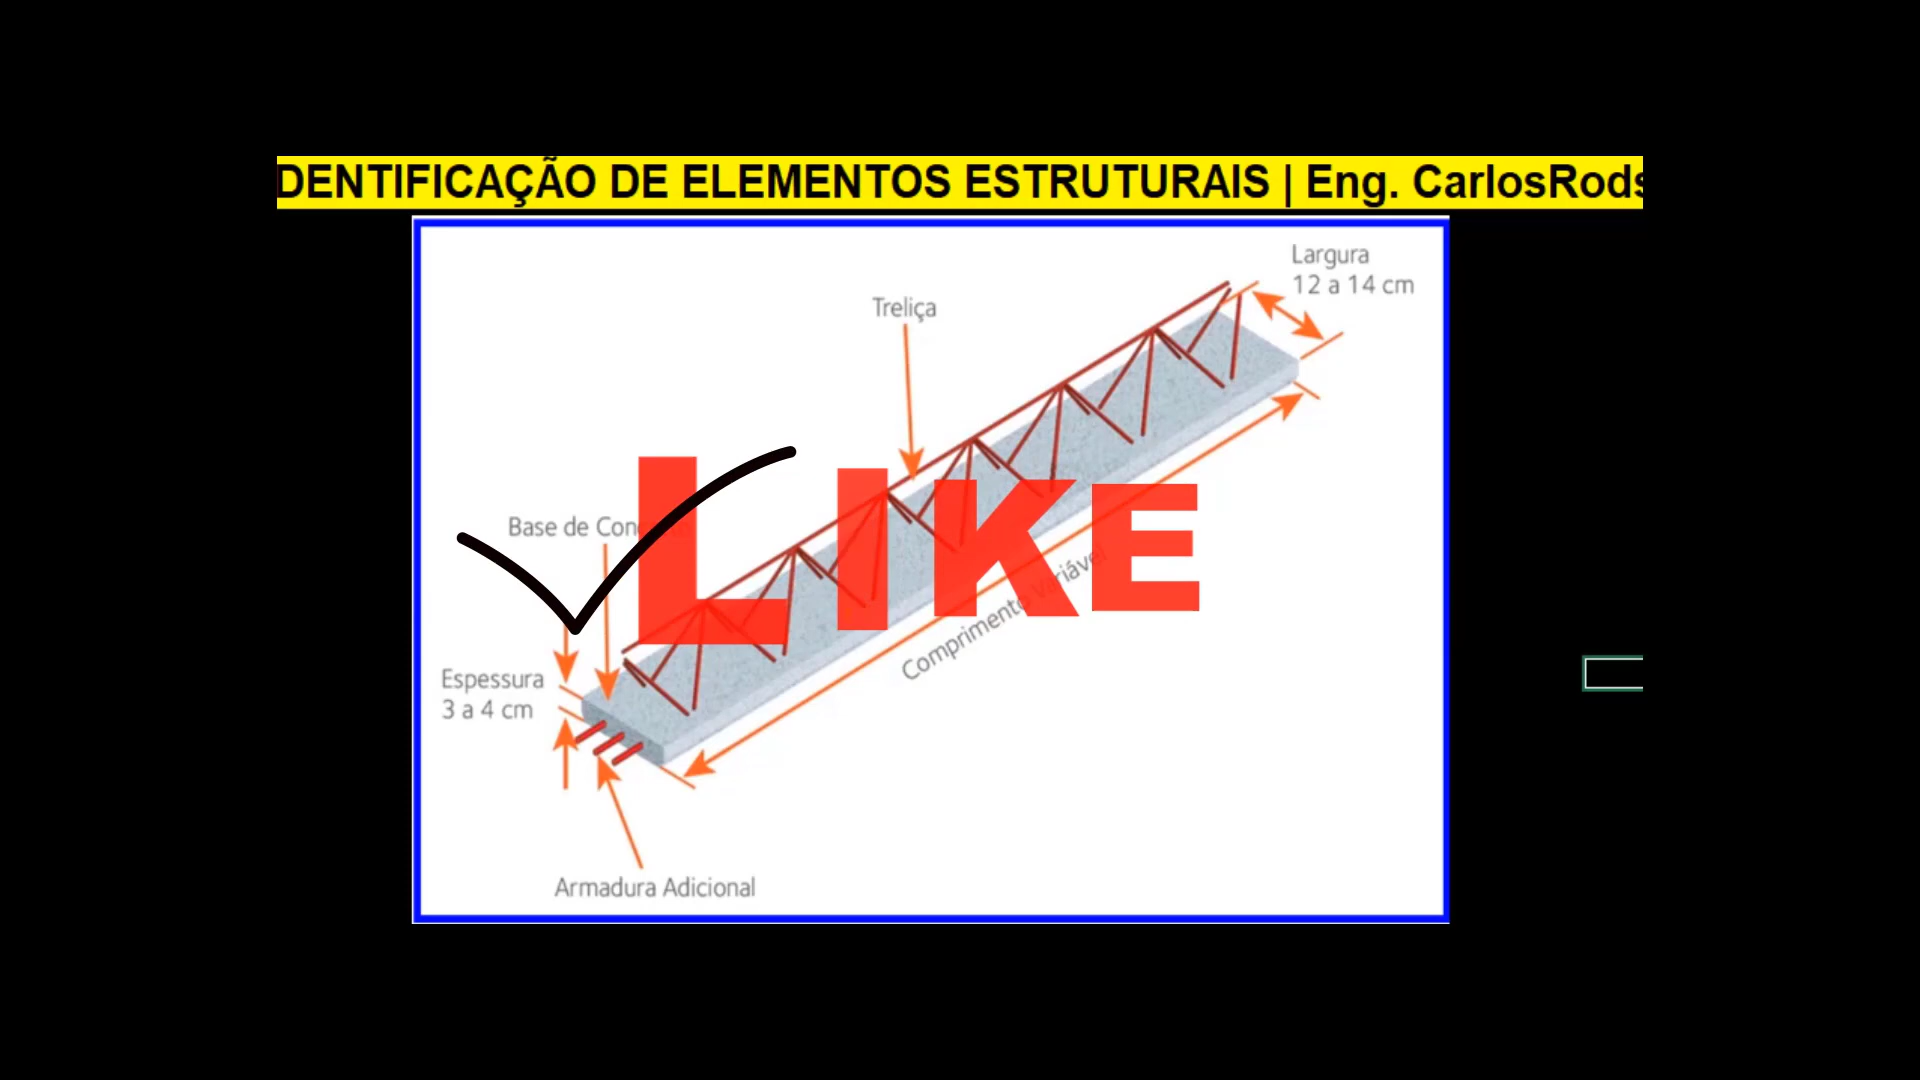 DENTIFICAÇÃO DE ELEMENTOS ESTRUTURAIS | Eng. CarlosRods
Largura
12 a 14 cm
Treliça
LIKE
Base de
Comprimento Variável
Espessura
3 a 4 cm
Armadura Adicional